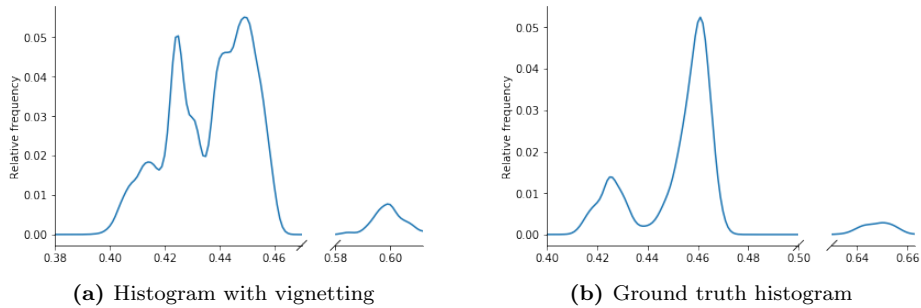 Relative frequency
0.05
0.04
0.03
0.02
0.01
0.00
0.38 0.40 0.42 0.44 0.46 0.58 0.60
(a) Histogram with vignetting
Relative frequency
0.05
0.04
0.03
0.02
0.01
0.00
0.40 0.42 0.44 0.46 0.48 0.50 0.64 0.66
(b) Ground truth histogram